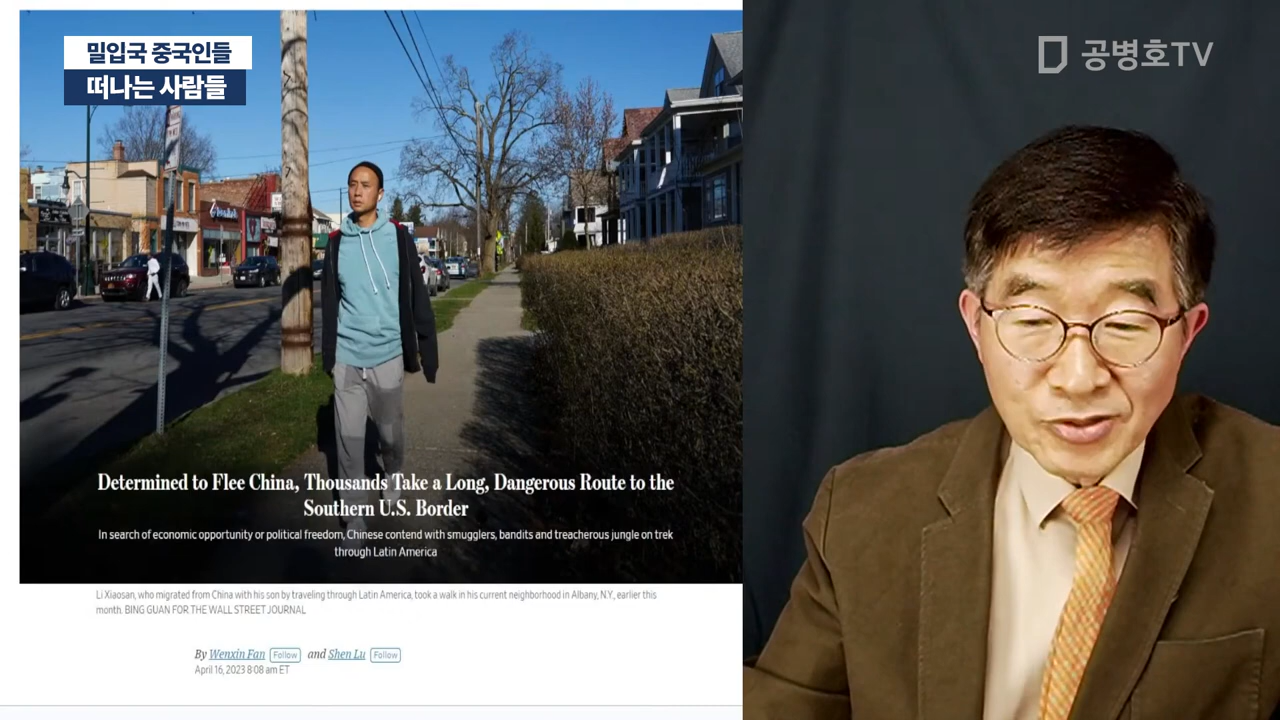 밀입국 중국인들
떠나는 사람들
공병호TV
Determined to Flee China, Thousands Take a Long, Dangerous Route to the
Southern U.S. Border
In search of economic opportunity or political freedom, Chinese contend with smugglers, bandits and treacherous jungle on trek
through Latin America
Li Xiaosan, who migrated from China with his son by traveling through Latin America, took a walk in his current neighborhood in Albany, N.Y., earlier this
month. BING GUAN FOR THE WALL STREET JOURNAL
By Wenxin Fan Follow and Shen Lu Follow
April 16, 2023 8:08 am ET